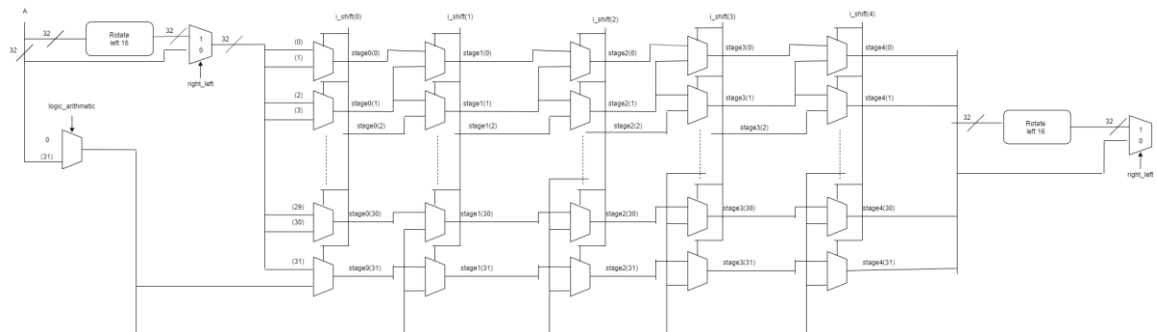 A
32
32
Rotate
left 16
32
1
0
32
right_left
logic_arithmetic
0
(31)
i_shift(0)
i_shift(1)
i_shift(2)
i_shift(3)
i_shift(4)
(0)
(1)
stage0(0)
stage1(0)
stage2(0)
stage3(0)
stage4(0)
(2)
(3)
stage0(1)
stage1(1)
stage2(1)
stage3(1)
stage4(1)
stage0(2)
stage1(2)
stage2(2)
stage3(2)
(29)
(30)
stage0(30)
stage1(30)
stage2(30)
stage3(30)
stage4(30)
(31)
stage0(31)
stage1(31)
stage2(31)
stage3(31)
stage4(31)
32
Rotate
left 16
32
1
0
right_left